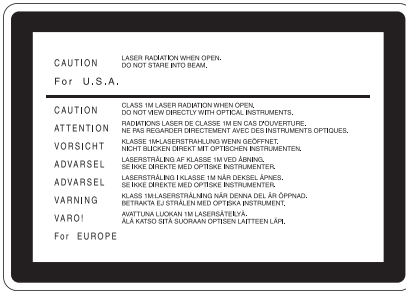 CAUTION LASER RADIATION WHEN OPEN.
DO NOT STARE INTO BEAM.
For U.S.A.
CAUTION CLASS 1M LASER RADIATION WHEN OPEN.
DO NOT VIEW DIRECTLY WITH OPTICAL INSTRUMENTS.
ATTENTION RADIATIONS LASER DE CLASSE 1M EN CAS D'OUVERTURE.
NE PAS REGARDER DIRECTEMENT AVEC DES INSTRUMENTS OPTIQUES.
VORSICHT KLASSE 1M-LASERSTRAHLUNG WENN GEÖFFNET.
NICHT BLICKEN DIREKT MIT OPTISCHEN INSTRUMENTEN.
ADVARSEL LASERSTRÅLING AF KLASSE 1M VED ÅBNING.
SE IKKE DIREKTE MED OPTISKE INSTRUMENTER.
ADVARSEL LASERSTRÅLING I KLASSE 1M NÅR DEKSEL ÅPNES.
SE IKKE DIREKTE MED OPTISKE INSTRUMENTER.
VARNING KLASS 1M LASERSTRÅLNING NÄR DENNA DEL ÄR ÖPPNAD.
BETRAKTA EJ STRÅLEN MED OPTISKA INSTRUMENT.
VARO! AVATTUNA LUOKAN 1M LASERSÄTEILYÄ.
ÄLÄ KATSO SITÄ SUORAAN OPTISEN LAITTEEN LÄPI.
For EUROPE